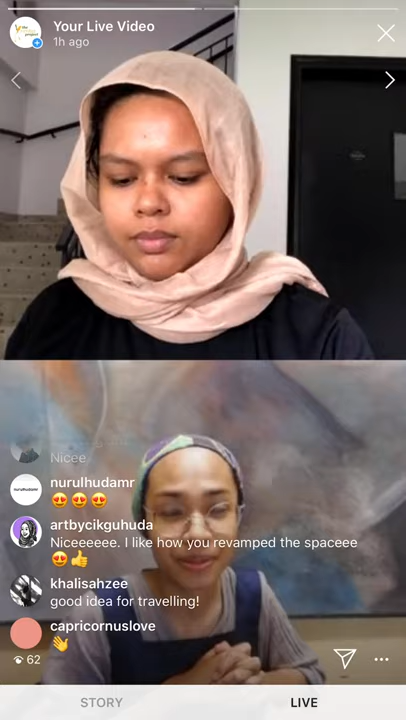 Your Live Video
1h ago
Nicee
nurulhudamr
😍😍😍
artbycikguhuda
Niceeeeee. I like how you revamped the spaceee
😍👍
khalisahzee
good idea for travelling!
capricornuslove
👋
62
STORY
LIVE